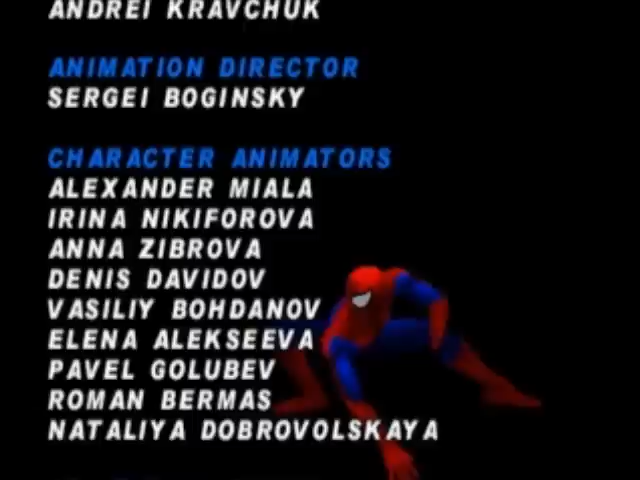 ANDREI KRAVCHUK
ANIMATION DIRECTOR
SERGEI BOGINSKY
CHARACTER ANIMATORS
ALEXANDER MIALA
IRINA NIKIFOROVA
ANNA ZIBROVA
DENIS DAVIDOV
VASILIY BOHDANOV
ELENA ALEKSEEVA
PAVEL GOLUBEV
ROMAN BERMAS
NATALIYA DOBROVOLSKAYA